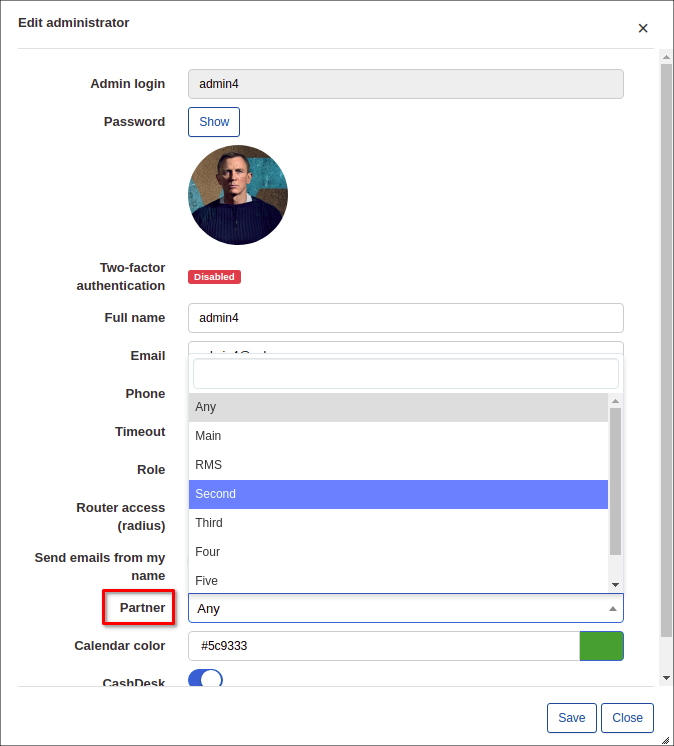 Edit administrator
×
Admin login
admin4
Password
Show
Two-factor
authentication
Disabled
Full name
admin4
Email
Phone
Timeout
Role
Router access
(radius)
Send emails from my
name
Any
Main
RMS
Second
Third
Four
Five
Partner
Any
Calendar color
#5c9333
CashDesk
Save
Close